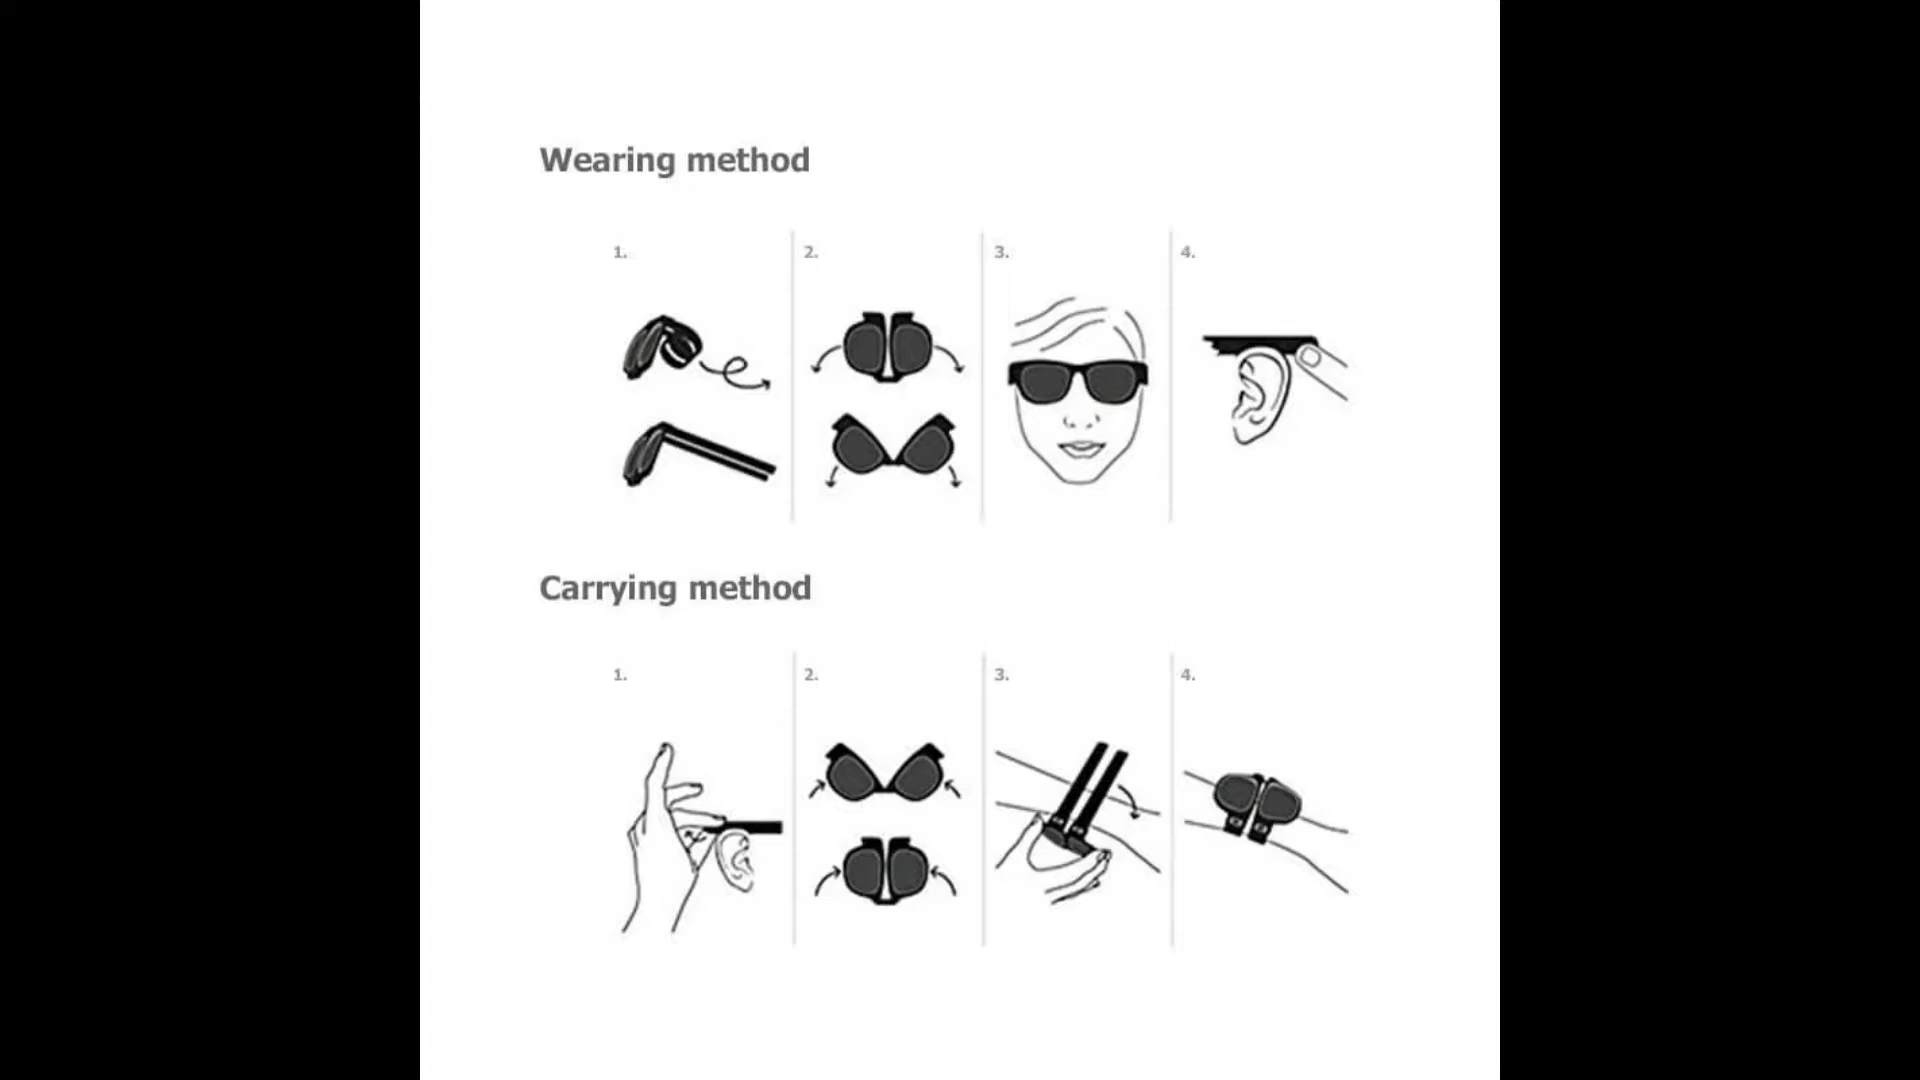 Wearing method
1. 2. 3. 4.
Carrying method
1. 2. 3. 4.